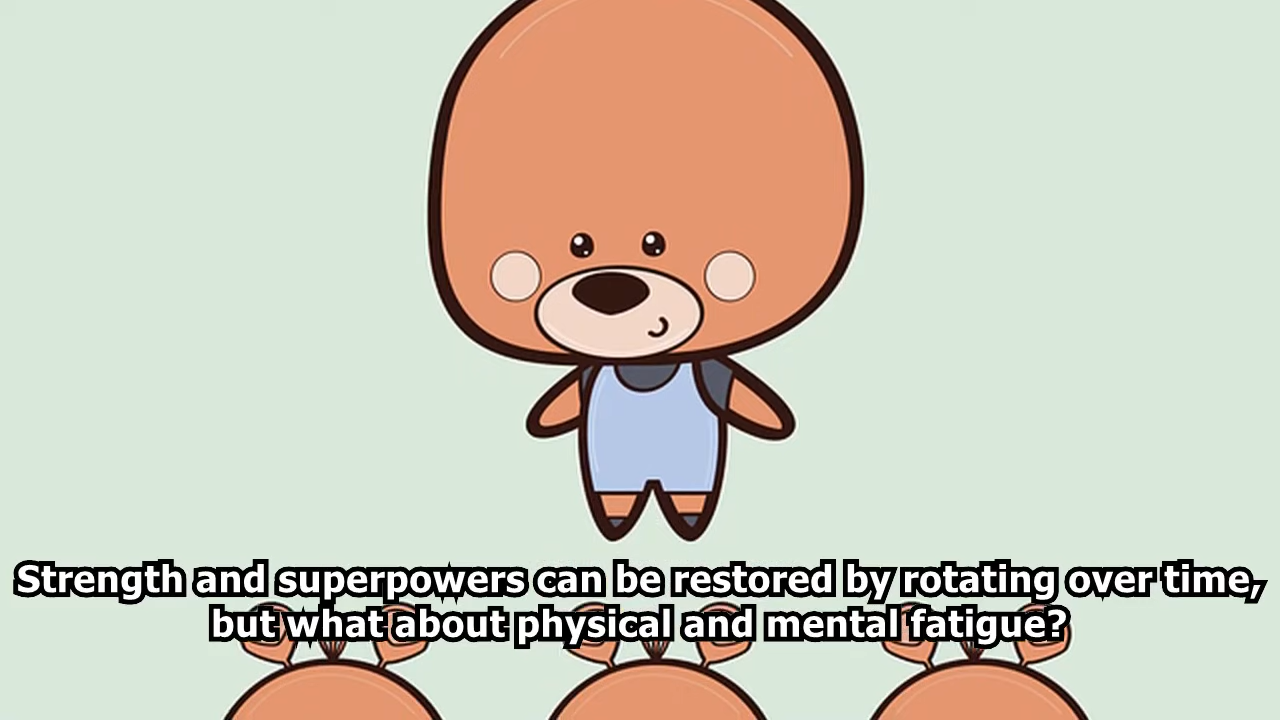 Strength and superpowers can be restored by rotating over time,
but what about physical and mental fatigue?